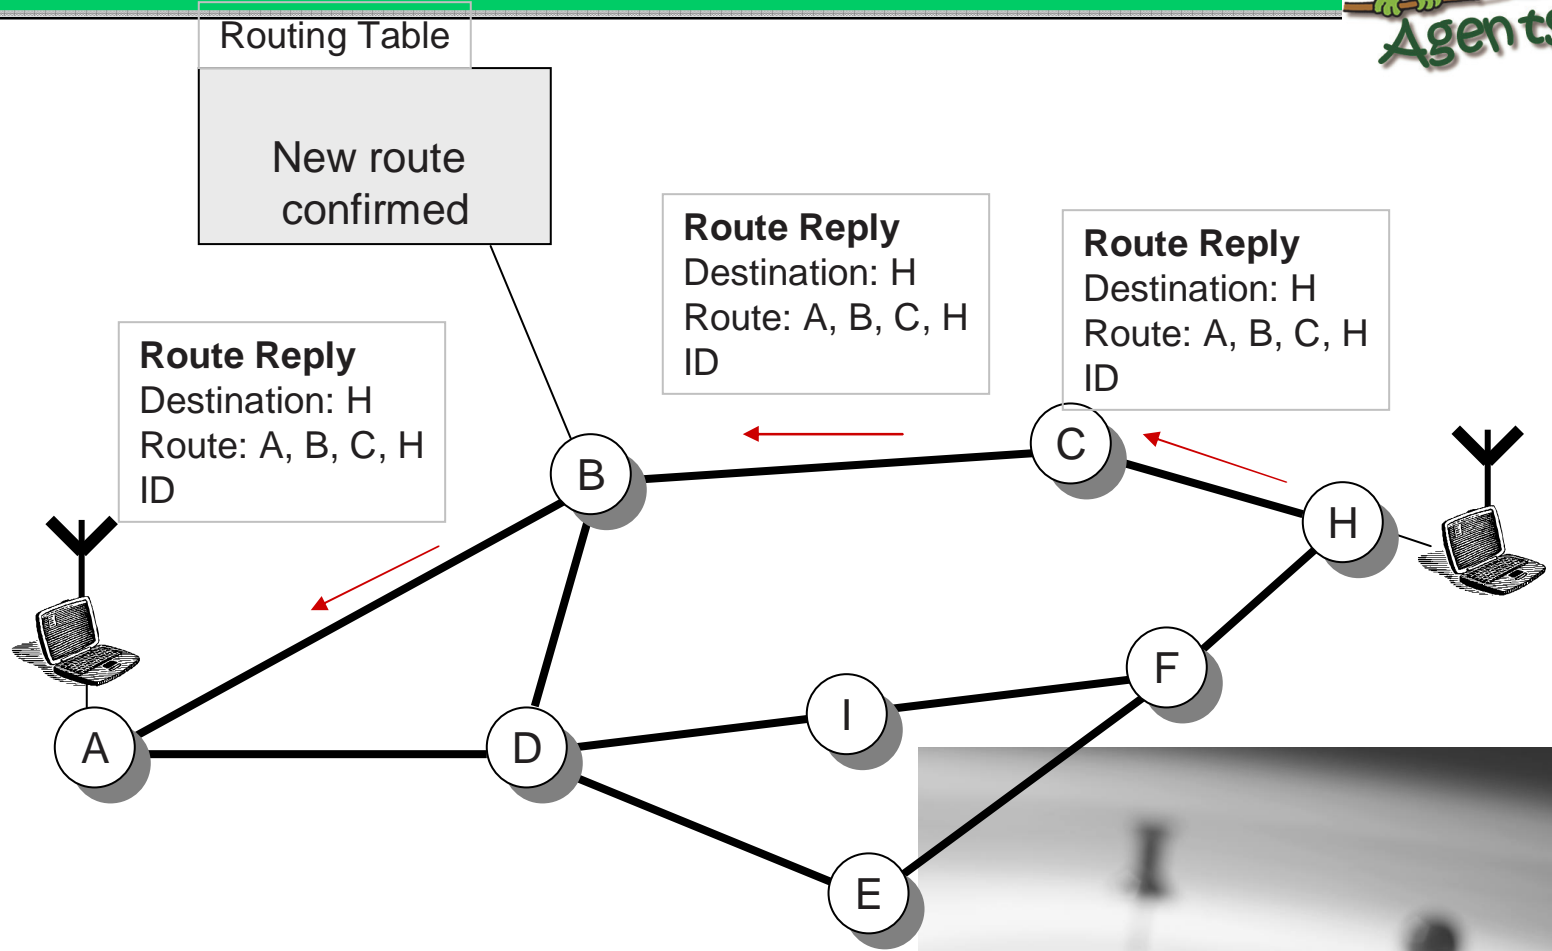 Agents
Routing Table
New route
confirmed
Route Reply
Destination: H
Route: A, B, C, H
ID
Route Reply
Destination: H
Route: A, B, C, H
ID
Route Reply
Destination: H
Route: A, B, C, H
ID
B
C
H
F
I
A
D
E